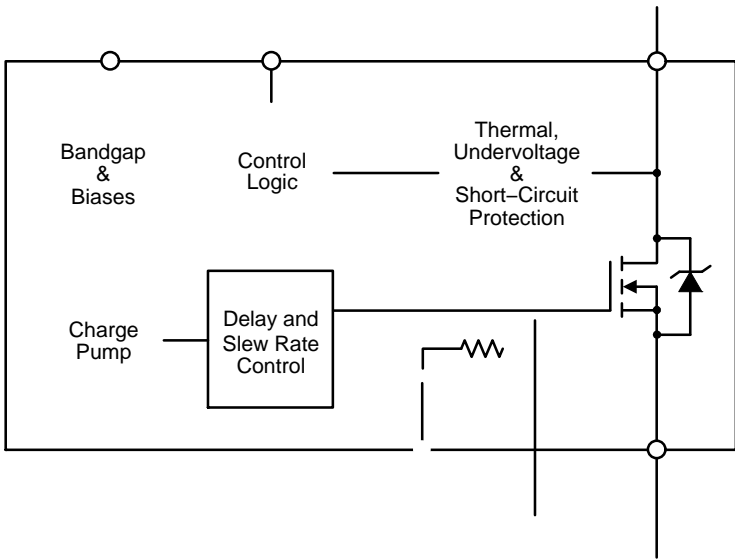 Bandgap
&
Biases
Control
Logic
Thermal,
Undervoltage
&
Short−Circuit
Protection
Charge
Pump
Delay and
Slew Rate
Control